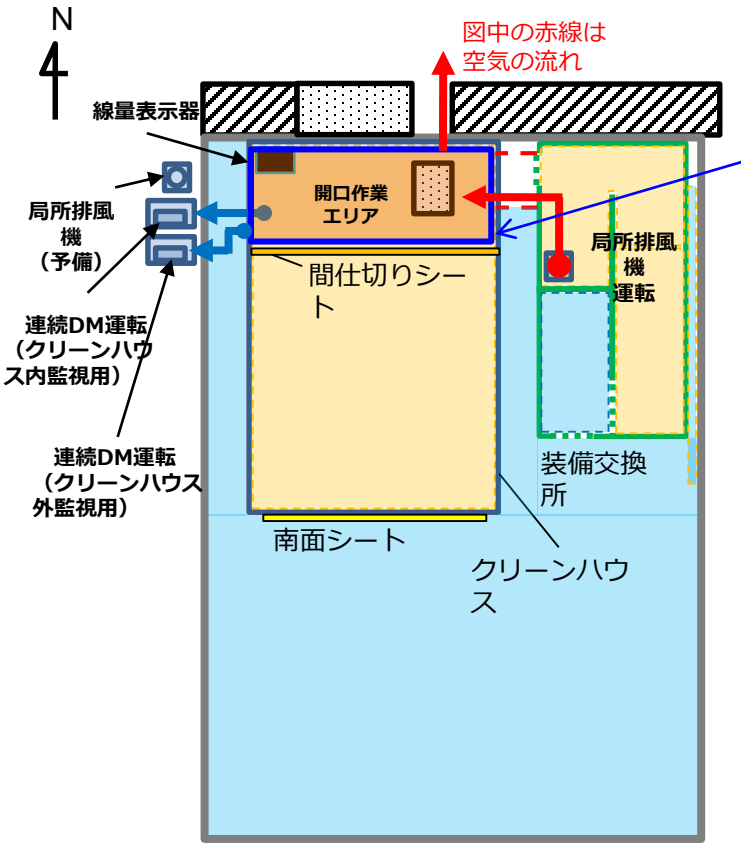 N
図中の赤線は
空気の流れ
線量表示器
局所排風
機
（予備）
開口作業
エリア
局所排風
機
運転
間仕切りシー
ト
連続DM運転
（クリーンハウ
ス内監視用）
連続DM運転
（クリーンハウス
外監視用）
装備交換
所
南面シート
クリーンハウ
ス